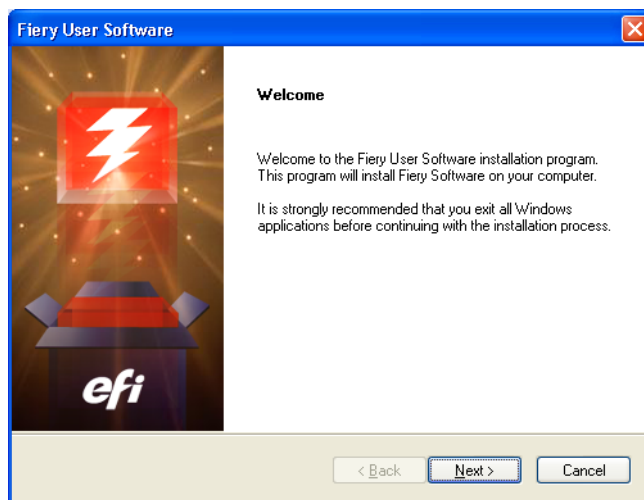 Fiery User Software
Welcome
Welcome to the Fiery User Software installation program.
This program will install Fiery Software on your computer.
It is strongly recommended that you exit all Windows
applications before continuing with the installation process.
efi
< Back Next > Cancel